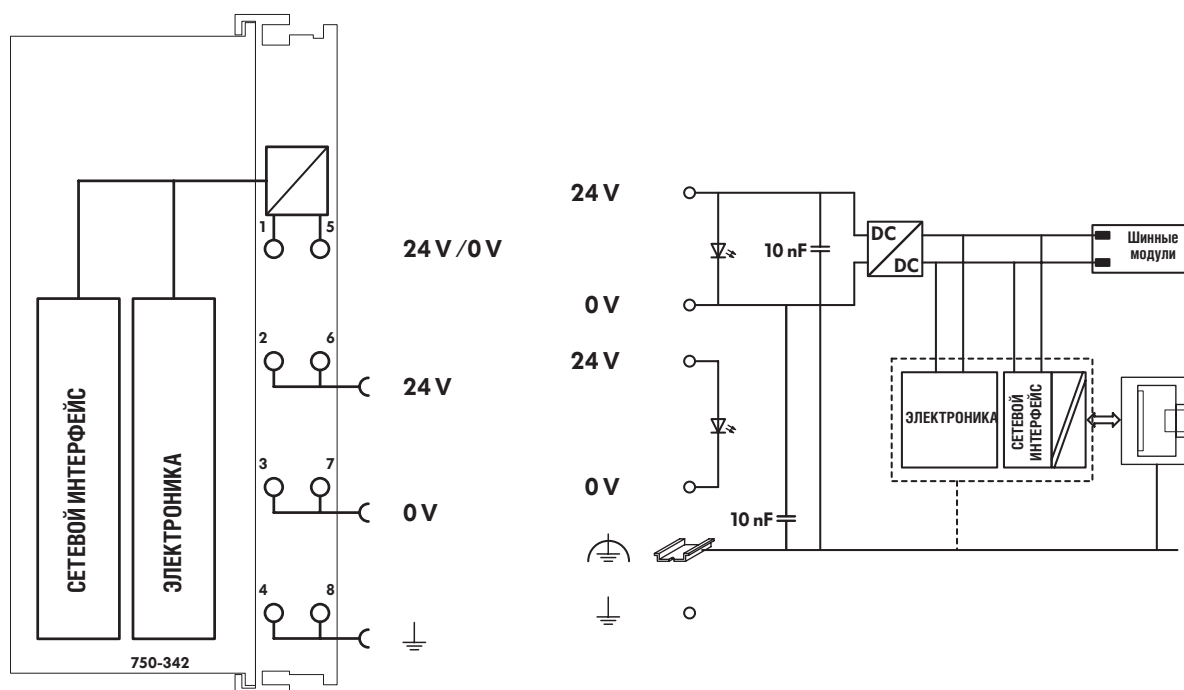 1 5
24 V / 0 V
2 6
24 V
3 7
0 V
4 8
СЕТЕВОЙ ИНТЕРФЕЙС
ЭЛЕКТРОНИКА
750-342
24 V
0 V
24 V
0 V
10 nF
10 nF
DC
DC
Шинные
модули
ЭЛЕКТРОНИКА
СЕТЕВОЙ
ИНТЕРФЕЙС